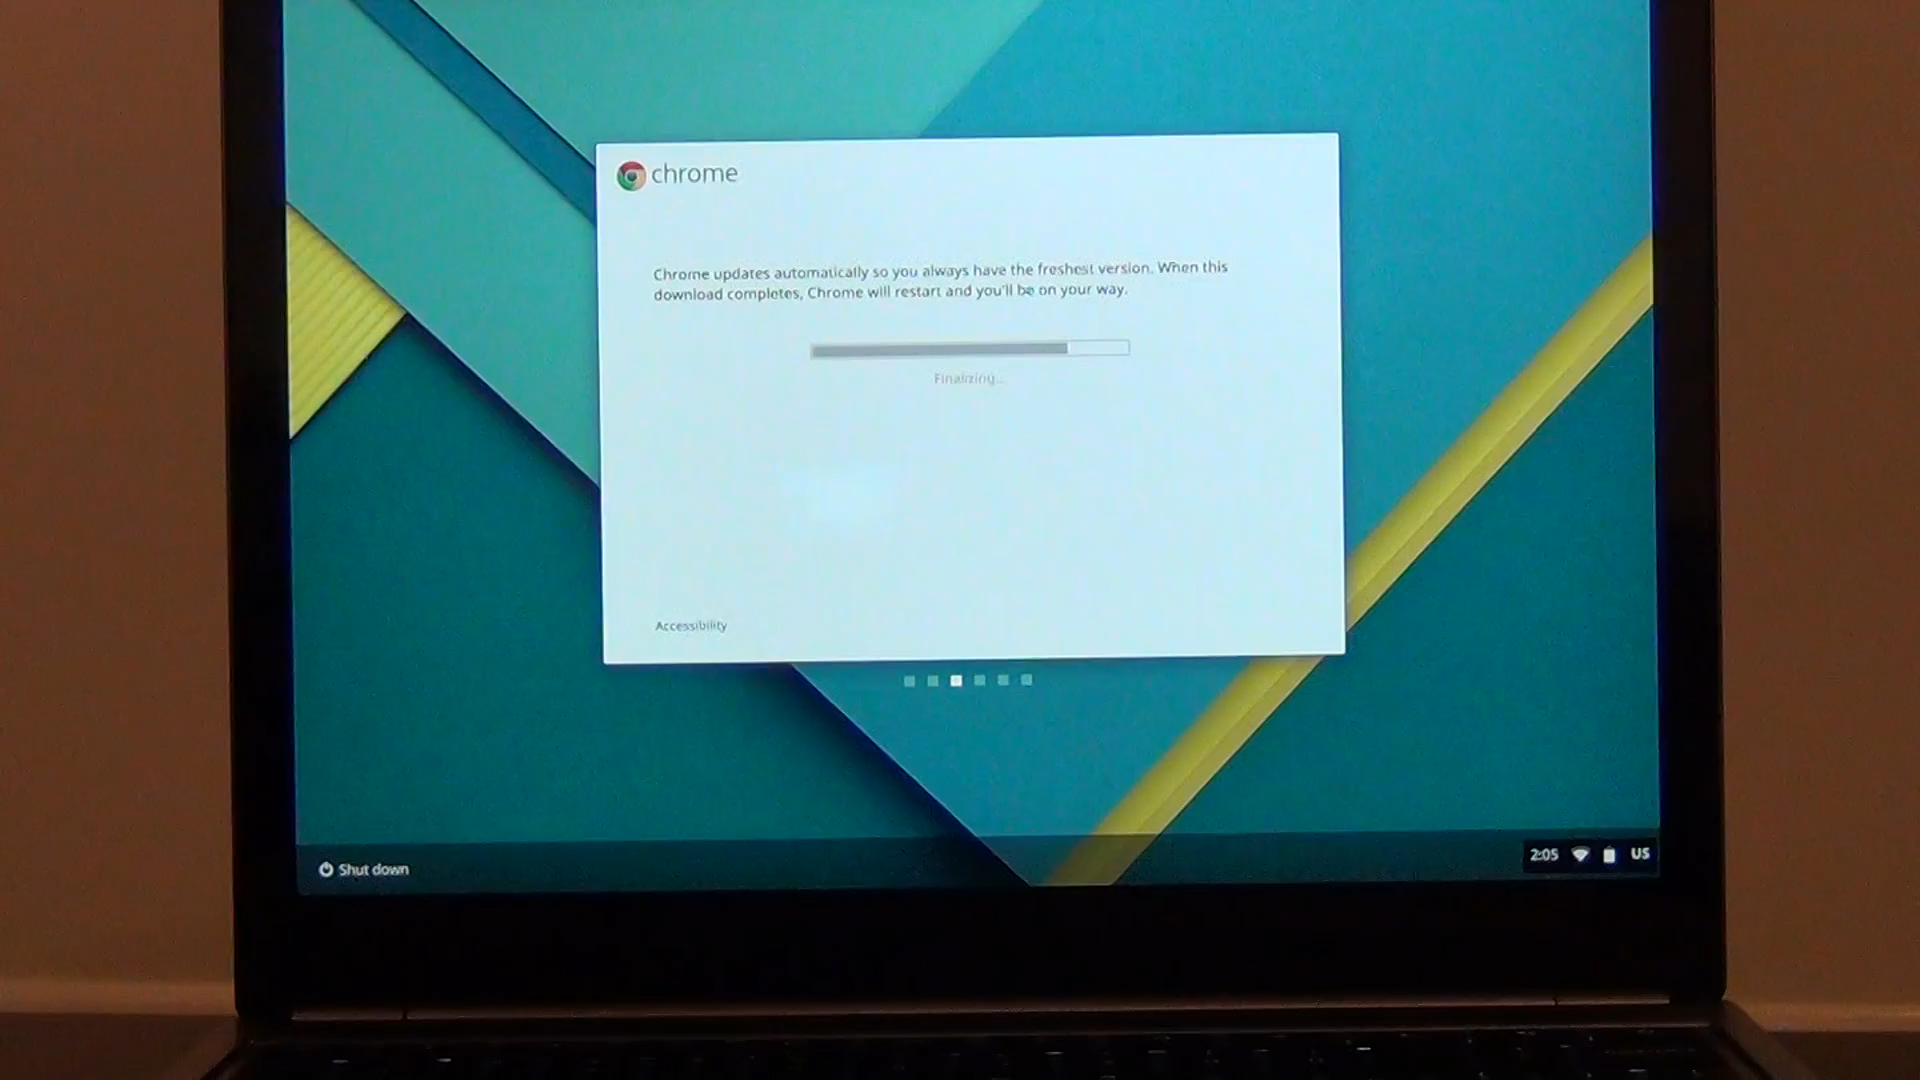 chrome
Chrome updates automatically so you always have the freshest version. When this
download completes, Chrome will restart and you'll be on your way.
Finalizing...
Accessibility
Shut down
2:05 US